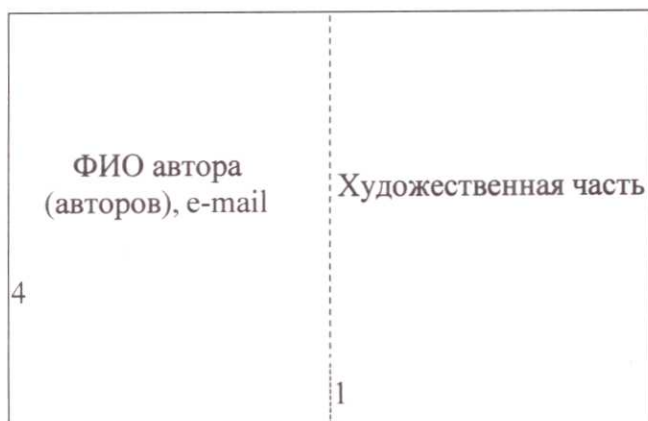 ФИО автора
(авторов), e-mail
4
Художественная часть
1